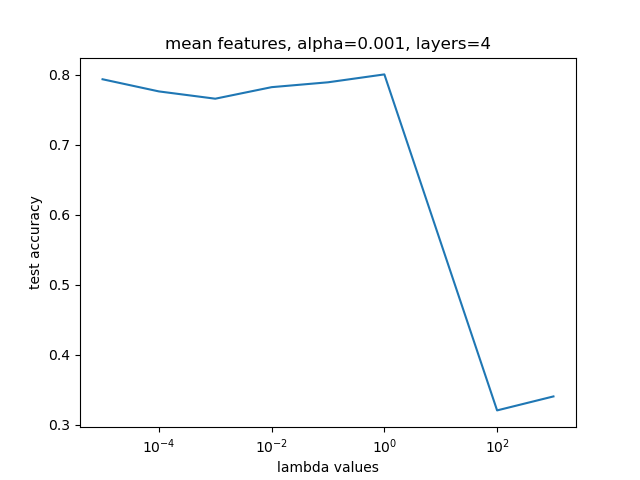 mean features, alpha=0.001, layers=4
0.8
0.7
0.6
0.5
0.4
0.3
test accuracy
10⁻⁴ 10⁻² 10⁰ 10²
lambda values